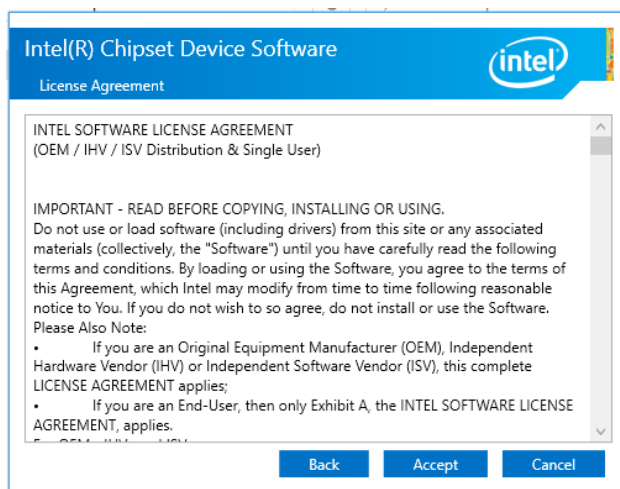 Intel(R) Chipset Device Software
intel
License Agreement
INTEL SOFTWARE LICENSE AGREEMENT
(OEM / IHV / ISV Distribution & Single User)
IMPORTANT - READ BEFORE COPYING, INSTALLING OR USING.
Do not use or load software (including drivers) from this site or any associated
materials (collectively, the "Software") until you have carefully read the following
terms and conditions. By loading or using the Software, you agree to the terms of
this Agreement, which Intel may modify from time to time following reasonable
notice to You. If you do not wish to so agree, do not install or use the Software.
Please Also Note:
• If you are an Original Equipment Manufacturer (OEM), Independent
Hardware Vendor (IHV) or Independent Software Vendor (ISV), this complete
LICENSE AGREEMENT applies;
• If you are an End-User, then only Exhibit A, the INTEL SOFTWARE LICENSE
AGREEMENT, applies.
Back Accept Cancel